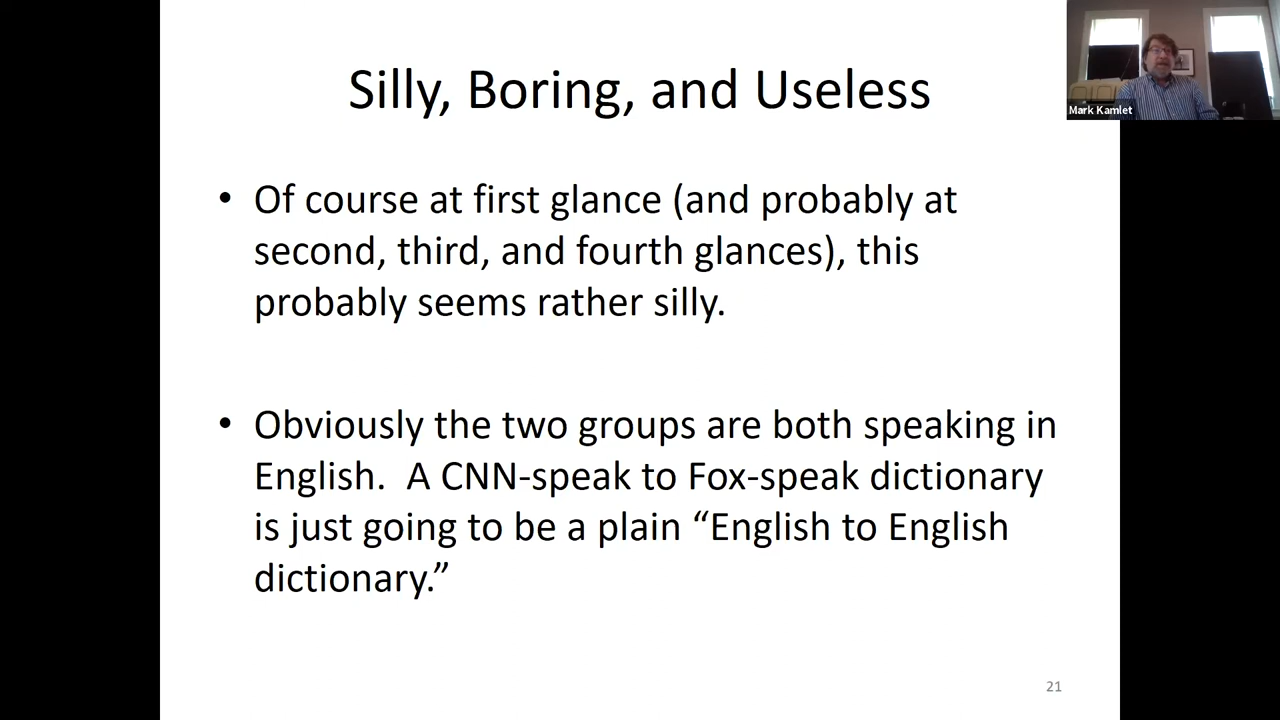 Silly, Boring, and Useless
Mark Kamlet
• Of course at first glance (and probably at
second, third, and fourth glances), this
probably seems rather silly.
• Obviously the two groups are both speaking in
English.  A CNN-speak to Fox-speak dictionary
is just going to be a plain “English to English
dictionary.”
21